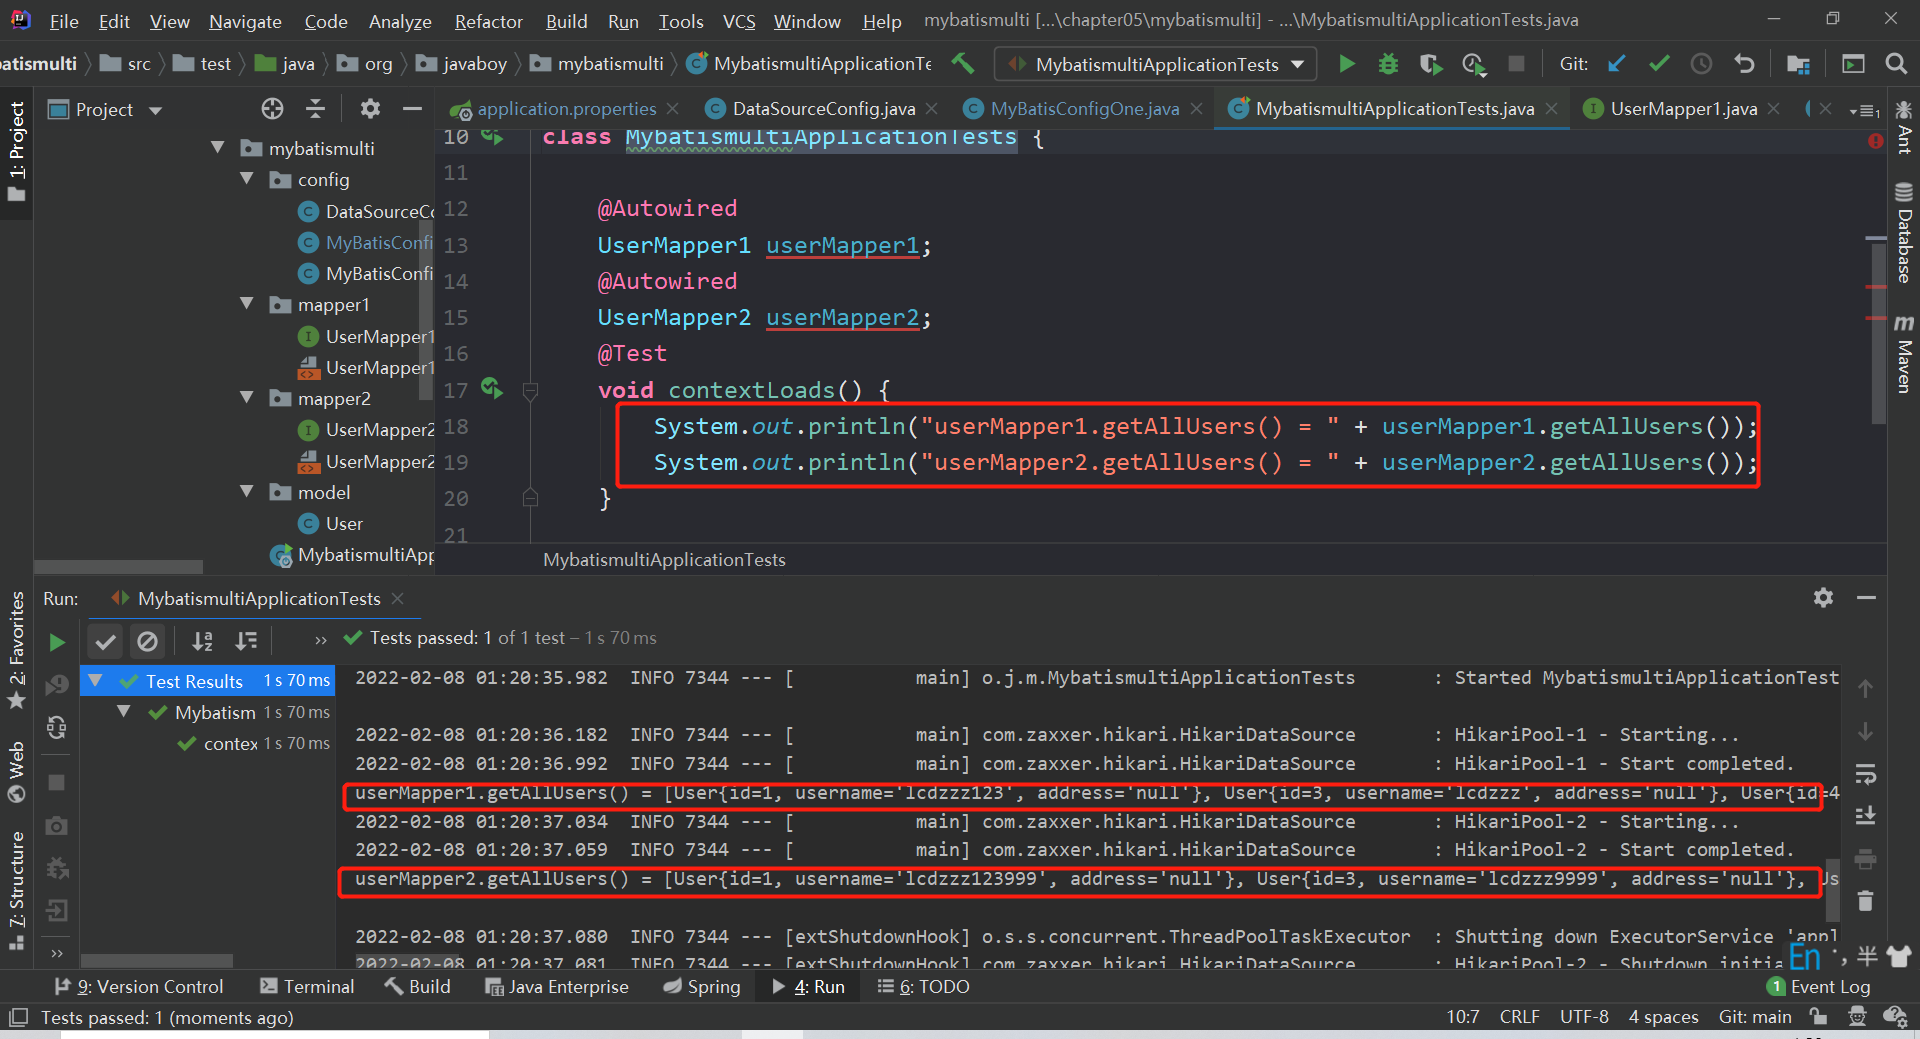 File Edit View Navigate Code Analyze Refactor Build Run Tools VCS Window Help mybatismulti [...\chapter05\mybatismulti] - ...\MybatismultiApplicationTests.java
batismulti src test java org javaboy mybatismulti MybatismultiApplicationTe MybatismultiApplicationTests Git:
Project
application.properties DataSourceConfig.java MyBatisConfigOne.java MybatismultiApplicationTests.java UserMapper1.java
1: Project
mybatismulti
config
DataSourceCo
MyBatisConfi
MyBatisConfi
mapper1
UserMapper1
UserMapper1
mapper2
UserMapper2
UserMapper2
model
User
MybatismultiApp
10 class MybatismultiApplicationTests {
11
12 @Autowired
13 UserMapper1 userMapper1;
14 @Autowired
15 UserMapper2 userMapper2;
16 @Test
17 void contextLoads() {
18 System.out.println("userMapper1.getAllUsers() = " + userMapper1.getAllUsers());
19 System.out.println("userMapper2.getAllUsers() = " + userMapper2.getAllUsers());
20 }
21
MybatismultiApplicationTests
Ant
Database
Maven
Run: MybatismultiApplicationTests
Tests passed: 1 of 1 test – 1 s 70 ms
2: Favorites
Web
7: Structure
Test Results 1 s 70 ms
Mybatism 1 s 70 ms
contex 1 s 70 ms
2022-02-08 01:20:35.982 INFO 7344 --- [ main] o.j.m.MybatismultiApplicationTests : Started MybatismultiApplicationTest
2022-02-08 01:20:36.182 INFO 7344 --- [ main] com.zaxxer.hikari.HikariDataSource : HikariPool-1 - Starting...
2022-02-08 01:20:36.992 INFO 7344 --- [ main] com.zaxxer.hikari.HikariDataSource : HikariPool-1 - Start completed.
userMapper1.getAllUsers() = [User{id=1, username='lcdzzz123', address='null'}, User{id=3, username='lcdzzz', address='null'}, User{id=4
2022-02-08 01:20:37.034 INFO 7344 --- [ main] com.zaxxer.hikari.HikariDataSource : HikariPool-2 - Starting...
2022-02-08 01:20:37.059 INFO 7344 --- [ main] com.zaxxer.hikari.HikariDataSource : HikariPool-2 - Start completed.
userMapper2.getAllUsers() = [User{id=1, username='lcdzzz123999', address='null'}, User{id=3, username='lcdzzz9999', address='null'}, Us
2022-02-08 01:20:37.080 INFO 7344 --- [extShutdownHook] o.s.s.concurrent.ThreadPoolTaskExecutor : Shutting down ExecutorService 'appl
2022-02-08 01:20:37.081 INFO 7344 --- [extShutdownHook] com.zaxxer.hikari.HikariDataSource : HikariPool-2 - Shutdown initia
En 半
9: Version Control Terminal Build Java Enterprise Spring 4: Run 6: TODO 1 Event Log
Tests passed: 1 (moments ago) 10:7 CRLF UTF-8 4 spaces Git: main